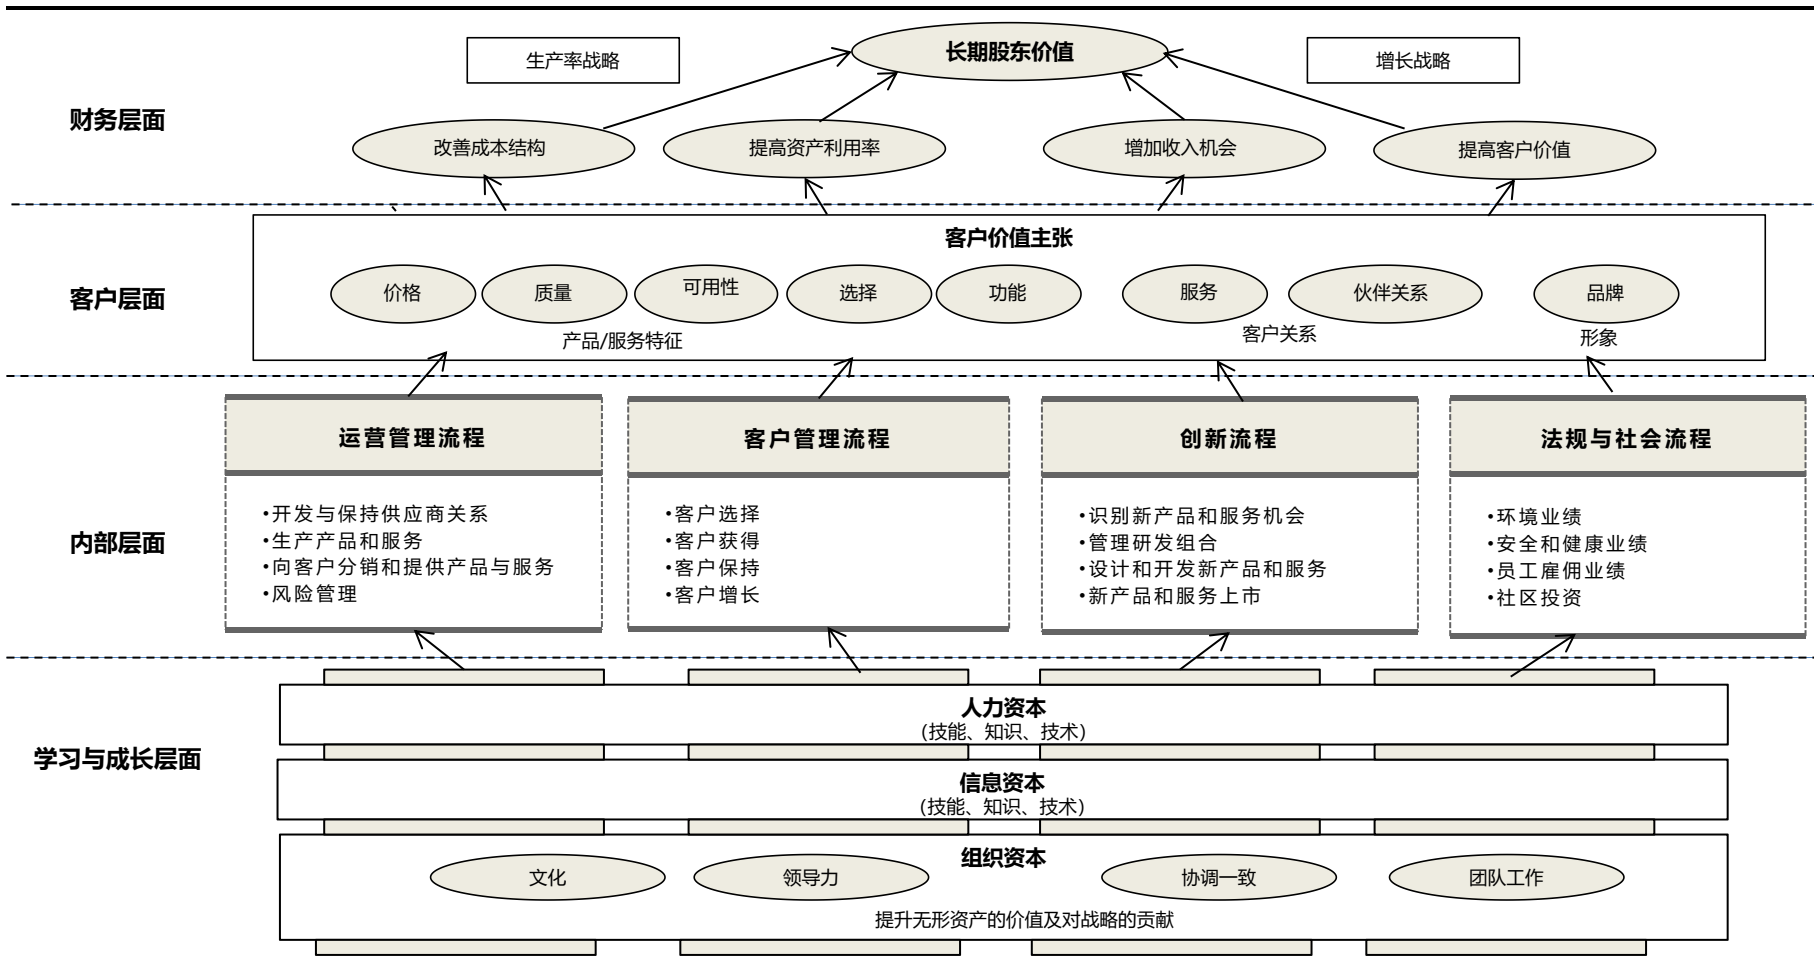 长期股东价值
生产率战略
增长战略
财务层面
改善成本结构
提高资产利用率
增加收入机会
提高客户价值
客户价值主张
客户层面
价格
质量
可用性
选择
功能
服务
伙伴关系
品牌
产品/服务特征
客户关系
形象
运营管理流程
客户管理流程
创新流程
法规与社会流程
内部层面
•开发与保持供应商关系
•生产产品和服务
•向客户分销和提供产品与服务
•风险管理
•客户选择
•客户获得
•客户保持
•客户增长
•识别新产品和服务机会
•管理研发组合
•设计和开发新产品和服务
•新产品和服务上市
•环境业绩
•安全和健康业绩
•员工雇佣业绩
•社区投资
学习与成长层面
人力资本
（技能、知识、技术）
信息资本
（技能、知识、技术）
组织资本
文化
领导力
协调一致
团队工作
提升无形资产的价值及对战略的贡献